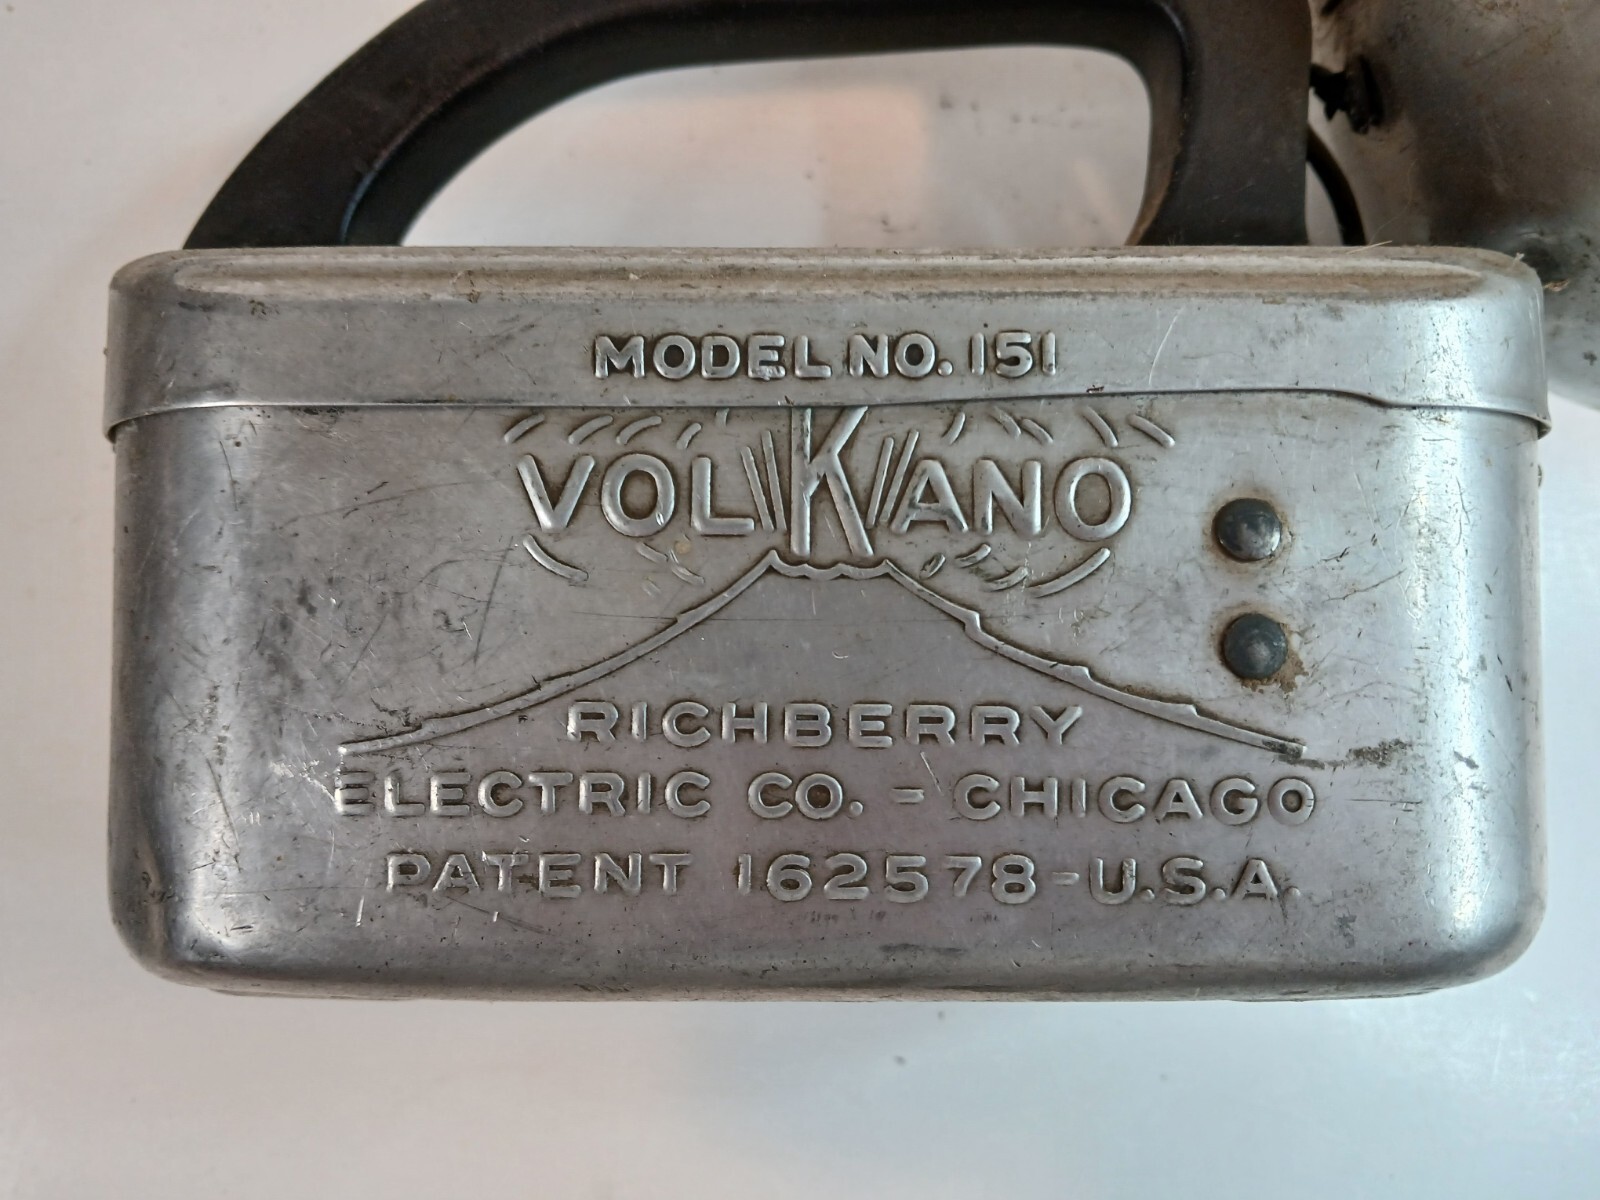 MODEL NO. 151
VOLKANO
RICHBERRY
ELECTRIC CO. - CHICAGO
PATENT 162578-U.S.A.